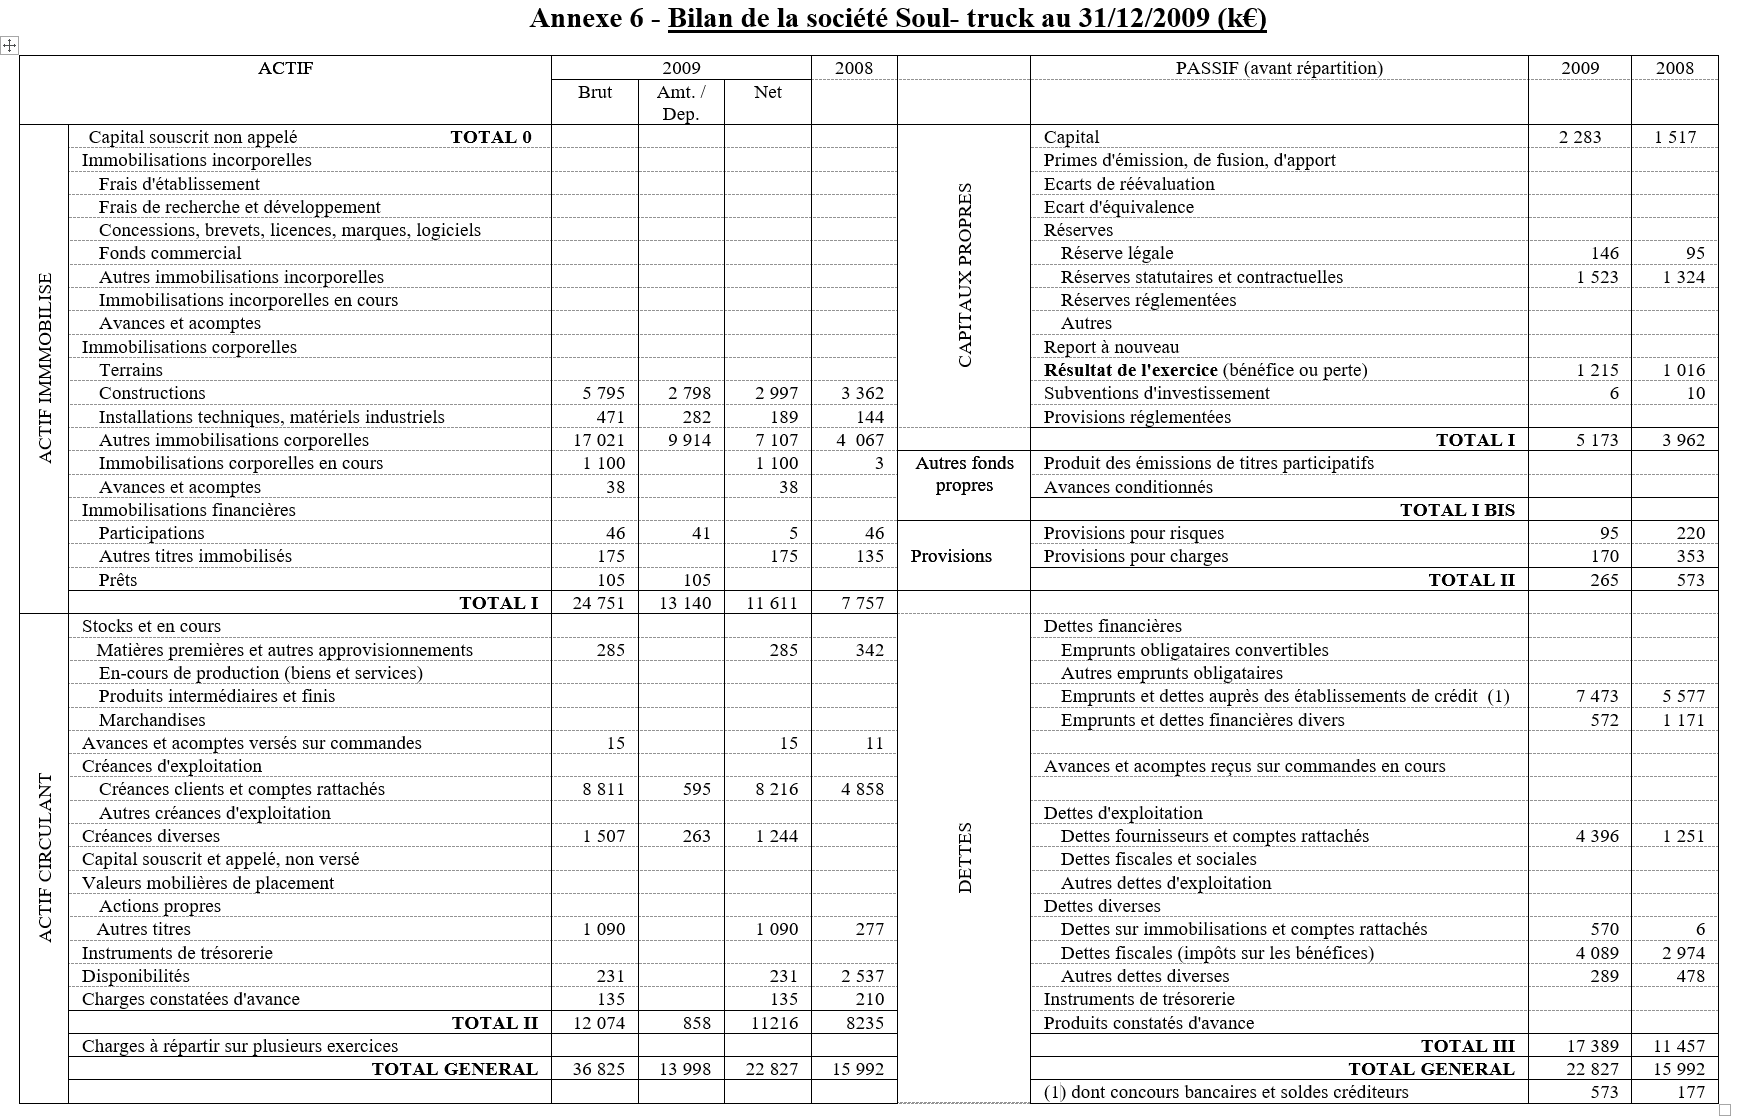 Annexe 6 - Bilan de la société Soul- truck au 31/12/2009 (k€)
ACTIF 2009 2008 PASSIF (avant répartition) 2009 2008
Brut Amt. / Net
Dep.
ACTIF IMMOBILISE
CAPITAUX PROPRES
Capital souscrit non appelé TOTAL 0 Capital 2 283 1 517
Immobilisations incorporelles Primes d'émission, de fusion, d'apport
Frais d'établissement Ecarts de réévaluation
Frais de recherche et développement Ecart d'équivalence
Concessions, brevets, licences, marques, logiciels Réserves
Fonds commercial Réserve légale 146 95
Autres immobilisations incorporelles Réserves statutaires et contractuelles 1 523 1 324
Immobilisations incorporelles en cours Réserves réglementées
Avances et acomptes Autres
Immobilisations corporelles Report à nouveau
Terrains Résultat de l'exercice (bénéfice ou perte) 1 215 1 016
Constructions 5 795 2 798 2 997 3 362 Subventions d'investissement 6 10
Installations techniques, matériels industriels 471 282 189 144 Provisions réglementées
Autres immobilisations corporelles 17 021 9 914 7 107 4 067 TOTAL I 5 173 3 962
Immobilisations corporelles en cours 1 100 1 100 3 Autres fonds Produit des émissions de titres participatifs
Avances et acomptes 38 38 propres Avances conditionnés
Immobilisations financières TOTAL I BIS
Participations 46 41 5 46 Provisions pour risques 95 220
Autres titres immobilisés 175 175 135 Provisions Provisions pour charges 170 353
Prêts 105 105 TOTAL II 265 573
TOTAL I 24 751 13 140 11 611 7 757
ACTIF CIRCULANT
DETTES
Stocks et en cours Dettes financières
Matières premières et autres approvisionnements 285 285 342 Emprunts obligataires convertibles
En-cours de production (biens et services) Autres emprunts obligataires
Produits intermédiaires et finis Emprunts et dettes auprès des établissements de crédit (1) 7 473 5 577
Marchandises Emprunts et dettes financières divers 572 1 171
Avances et acomptes versés sur commandes 15 15 11
Créances d'exploitation Avances et acomptes reçus sur commandes en cours
Créances clients et comptes rattachés 8 811 595 8 216 4 858
Autres créances d'exploitation Dettes d'exploitation
Créances diverses 1 507 263 1 244 Dettes fournisseurs et comptes rattachés 4 396 1 251
Capital souscrit et appelé, non versé Dettes fiscales et sociales
Valeurs mobilières de placement Autres dettes d'exploitation
Actions propres Dettes diverses
Autres titres 1 090 1 090 277 Dettes sur immobilisations et comptes rattachés 570 6
Instruments de trésorerie Dettes fiscales (impôts sur les bénéfices) 4 089 2 974
Disponibilités 231 231 2 537 Autres dettes diverses 289 478
Charges constatées d'avance 135 135 210 Instruments de trésorerie
TOTAL II 12 074 858 11216 8235 Produits constatés d'avance
Charges à répartir sur plusieurs exercices TOTAL III 17 389 11 457
TOTAL GENERAL 36 825 13 998 22 827 15 992 TOTAL GENERAL 22 827 15 992
(1) dont concours bancaires et soldes créditeurs 573 177